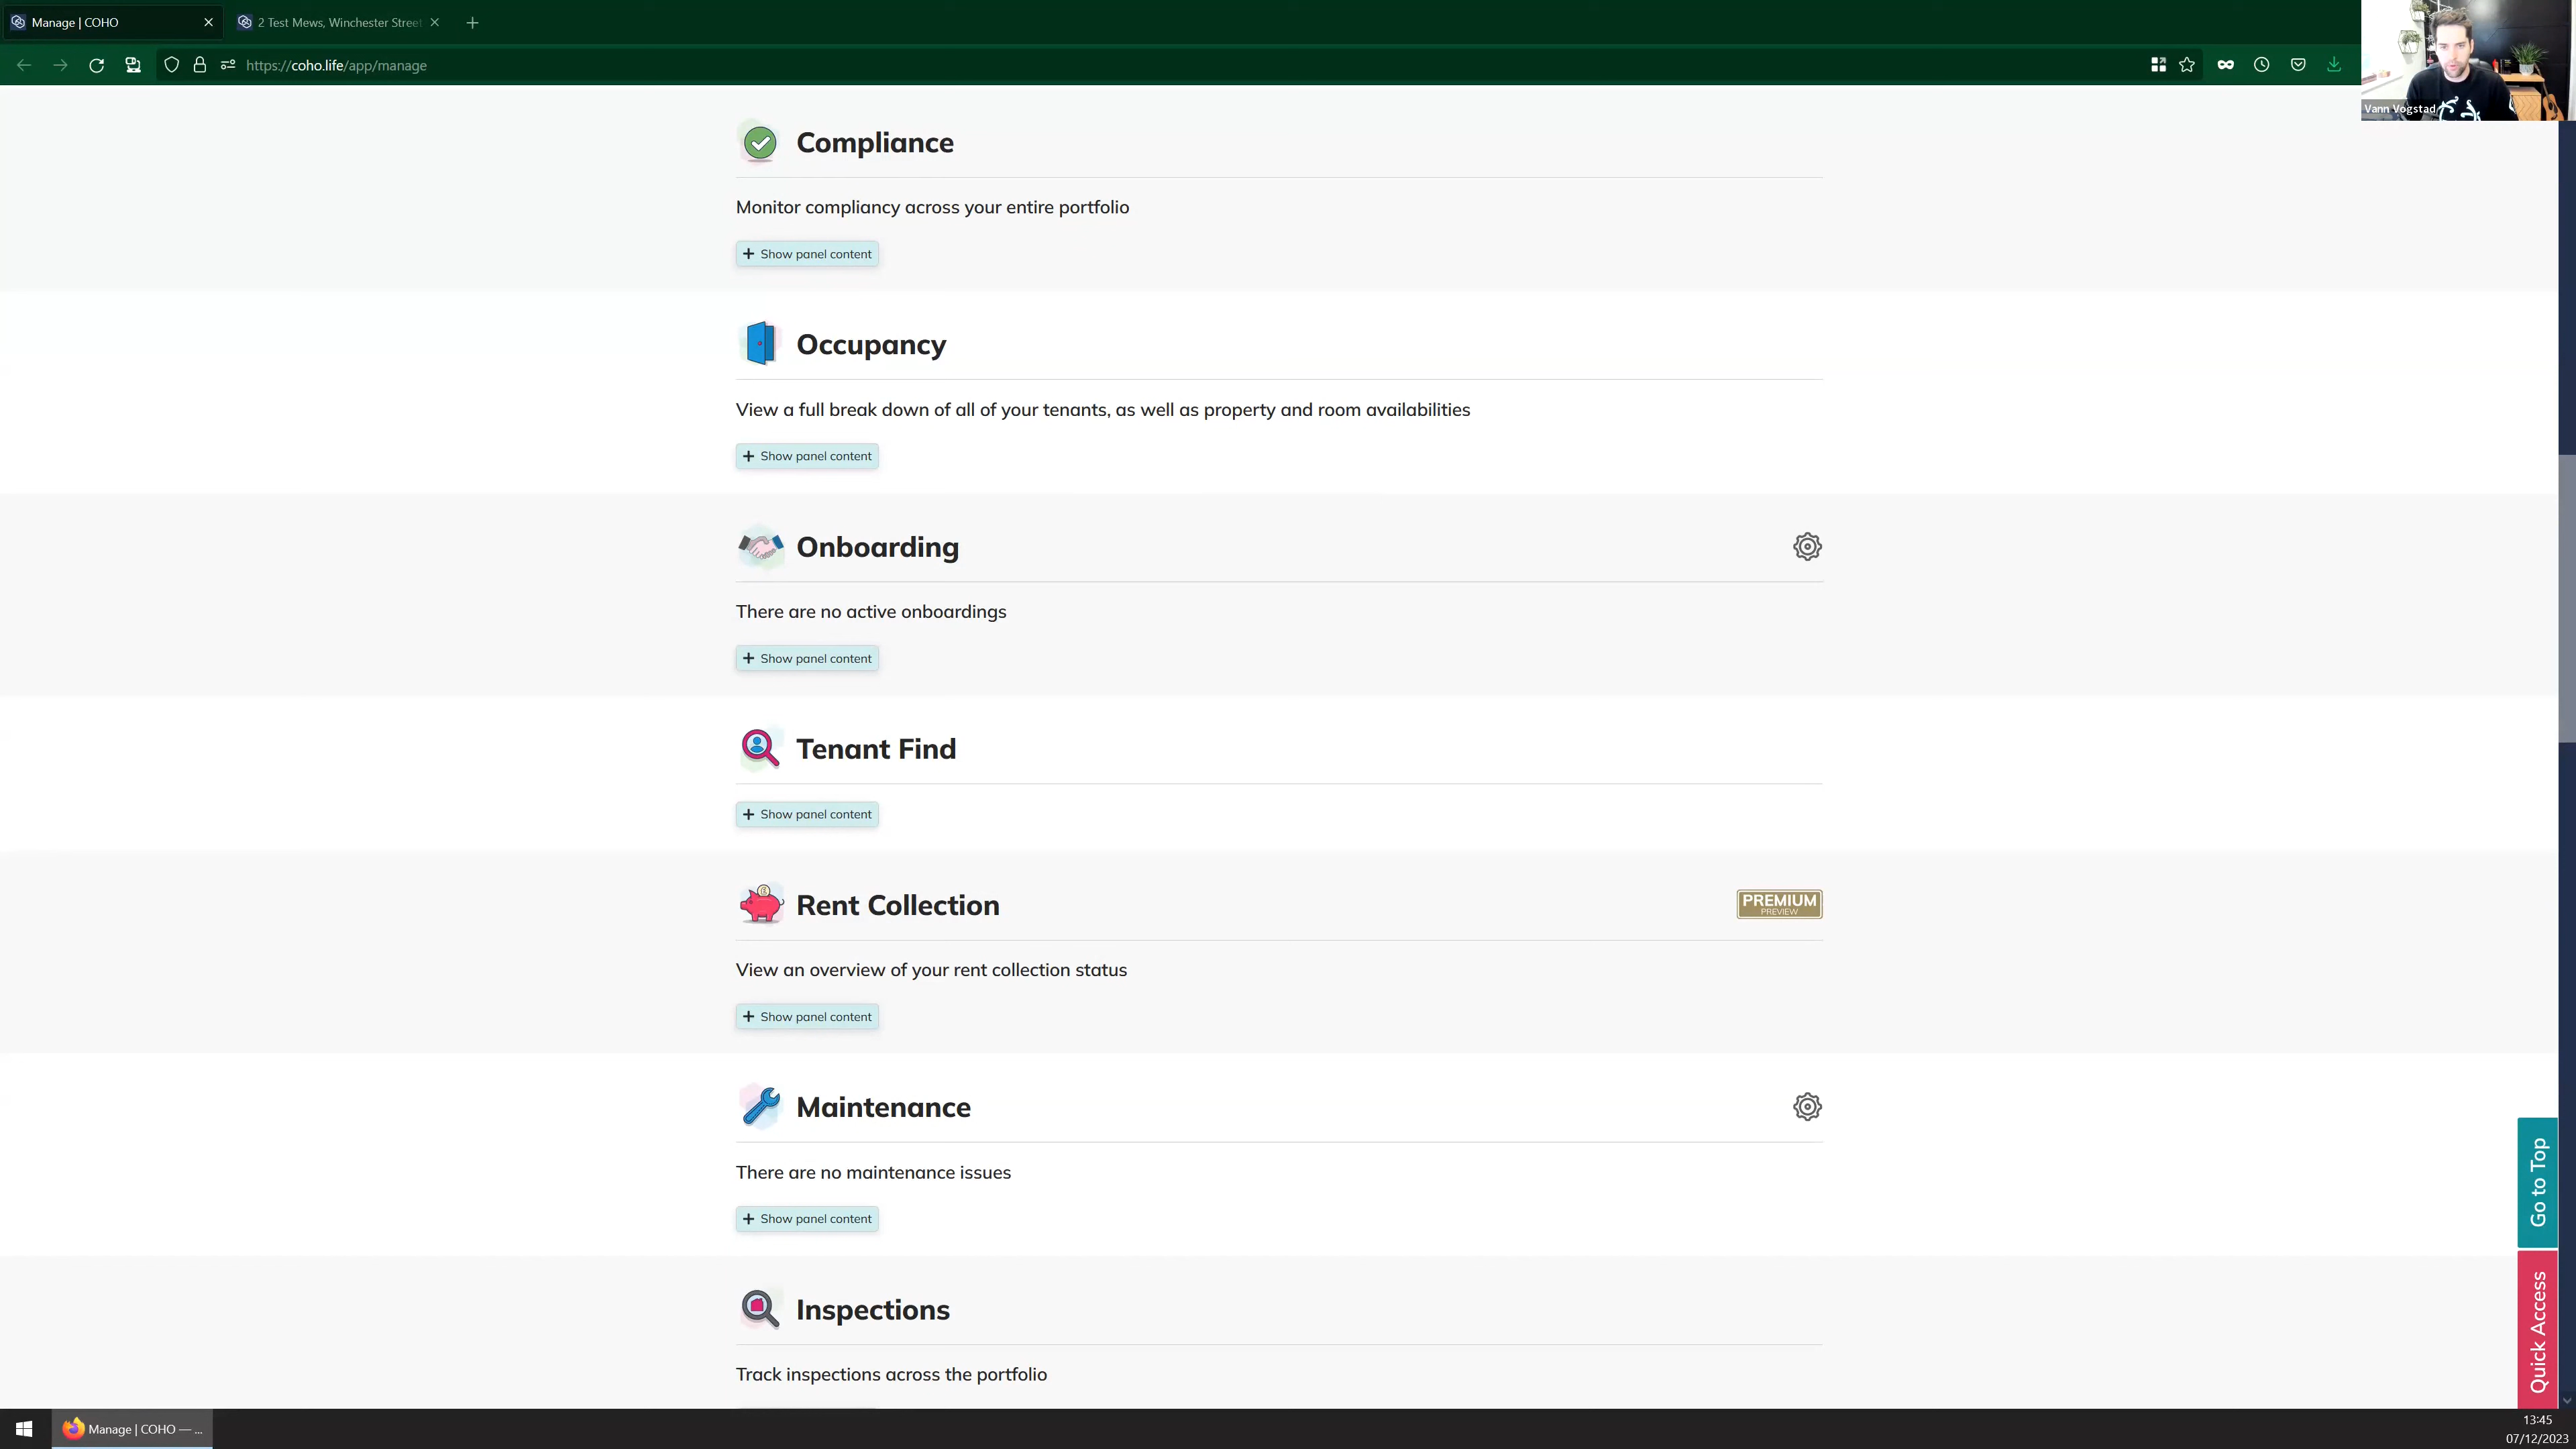 Manage | COHO
2 Test Mews, Winchester Street
https://coho.life/app/manage
Vann Vogstad
Compliance
Monitor compliancy across your entire portfolio
Show panel content
Occupancy
View a full break down of all of your tenants, as well as property and room availabilities
Show panel content
Onboarding
There are no active onboardings
Show panel content
Tenant Find
Show panel content
Rent Collection
PREMIUM
PREVIEW
View an overview of your rent collection status
Show panel content
Maintenance
There are no maintenance issues
Show panel content
Go to Top
Inspections
Quick Access
Track inspections across the portfolio
Manage | COHO — ...
13:45
07/12/2023